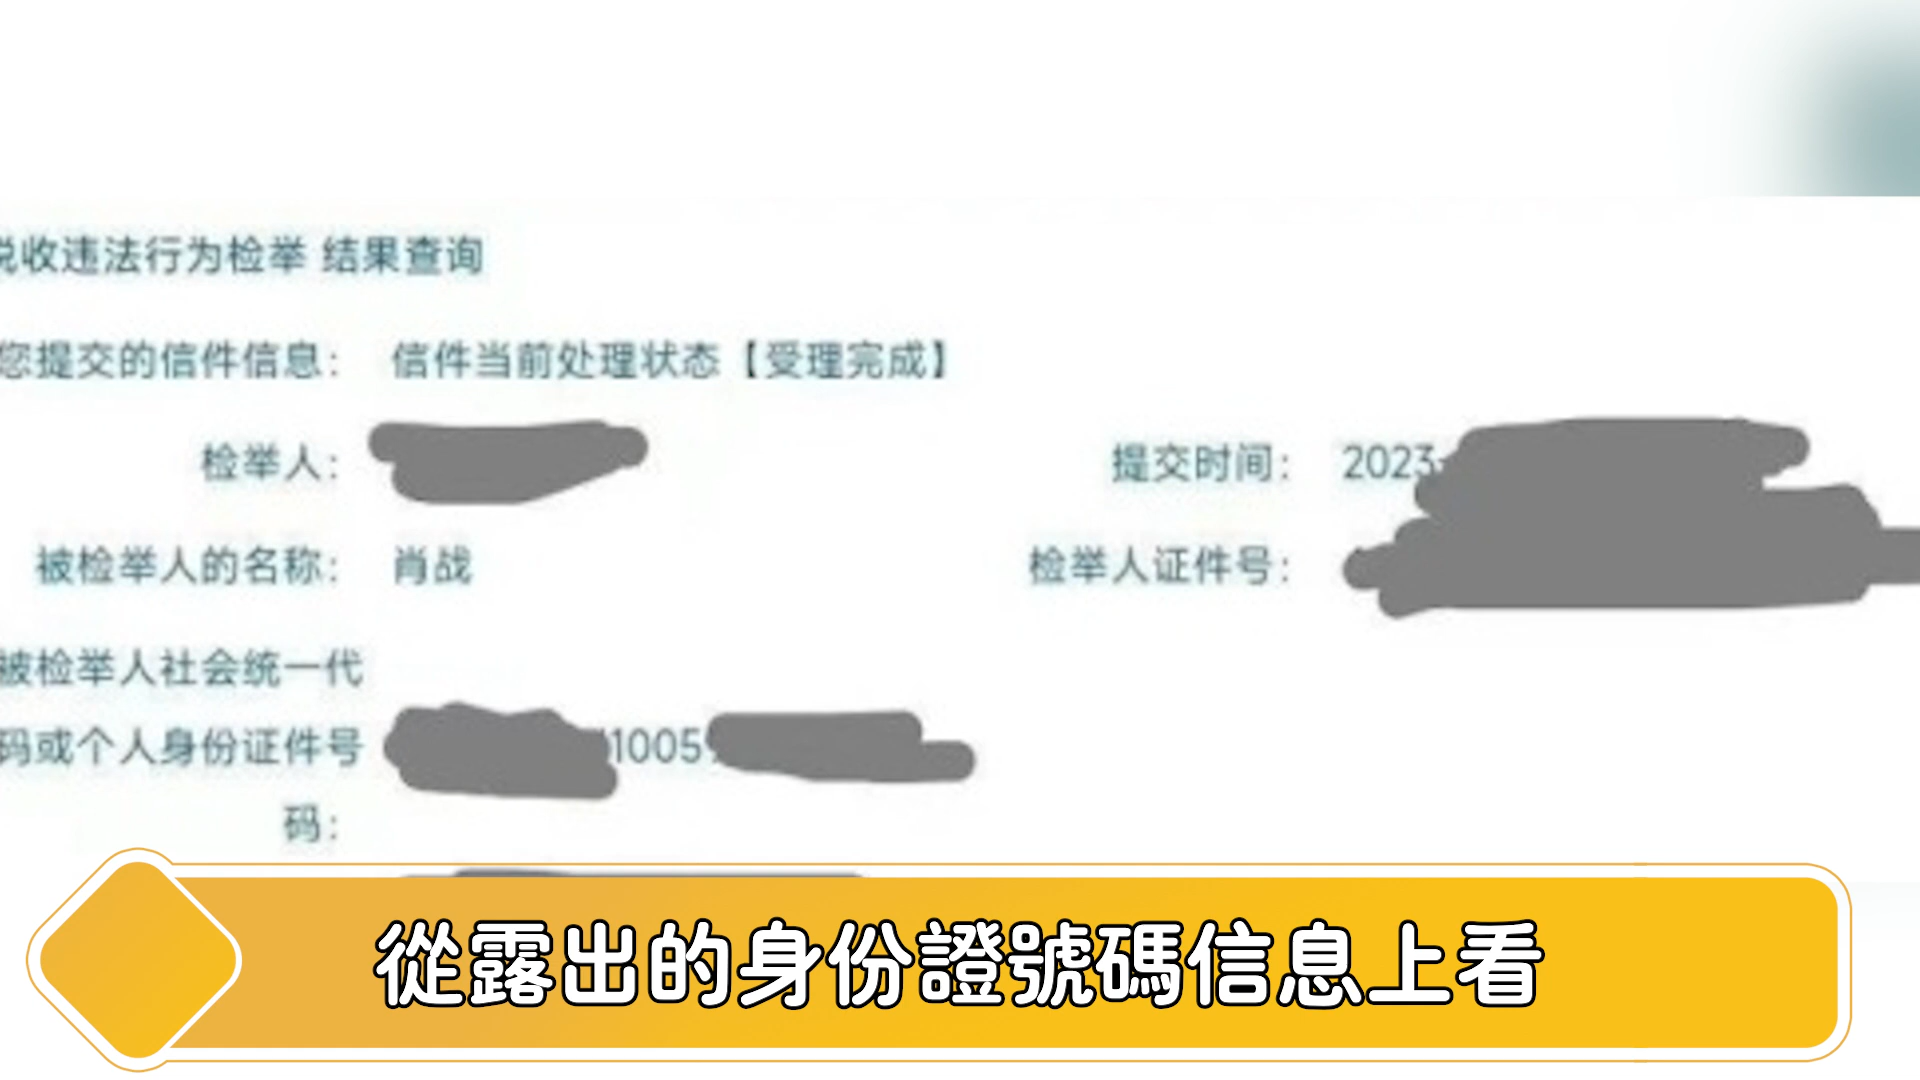 税收违法行为检举 结果查询
您提交的信件信息： 信件当前处理状态【受理完成】
检举人： 提交时间： 2023-
被检举人的名称： 肖战 检举人证件号：
被检举人社会统一代
码或个人身份证件号 1005
码：
從露出的身份證號碼信息上看